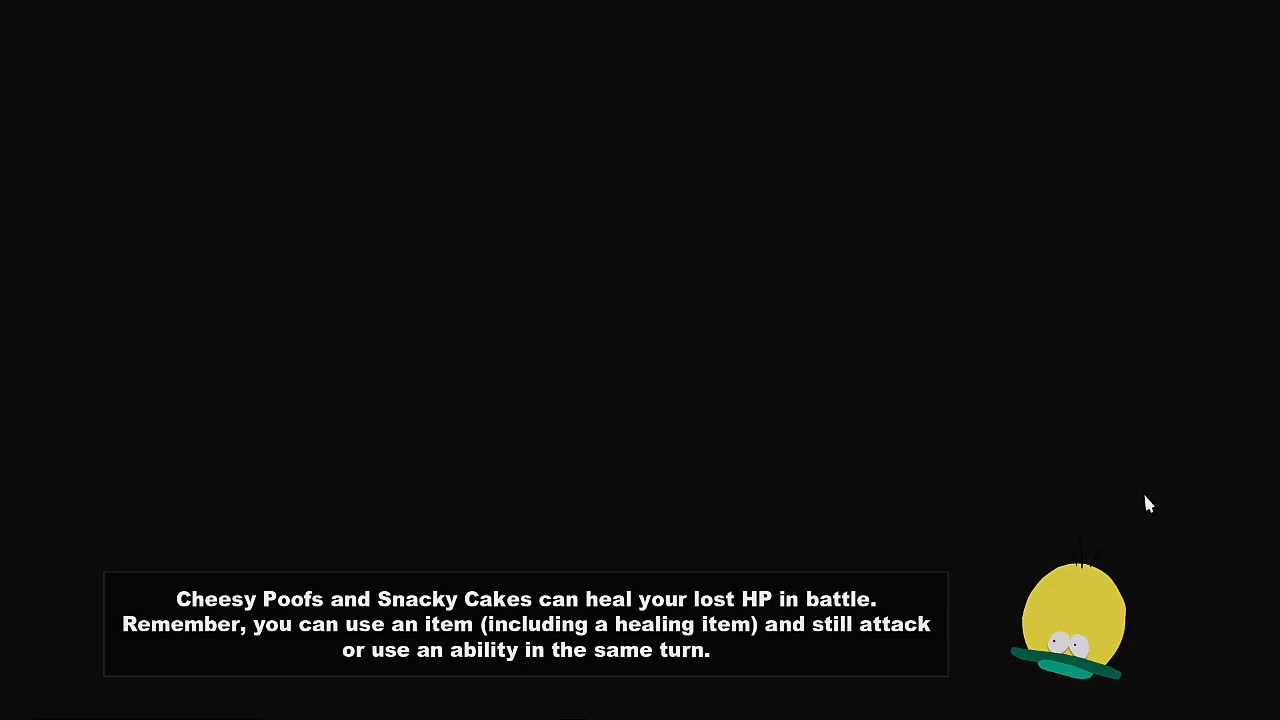 Cheesy Poofs and Snacky Cakes can heal your lost HP in battle.
Remember, you can use an item (including a healing item) and still attack
or use an ability in the same turn.